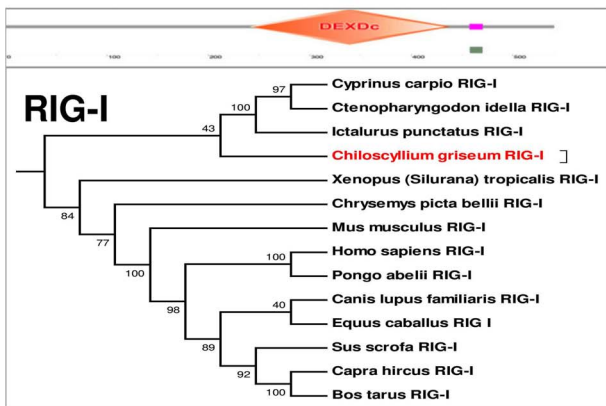 DEXDc
0 100 200 300 400 500
RIG-I
97 Cyprinus carpio RIG-I
100 Ctenopharyngodon idella RIG-I
43 Ictalurus punctatus RIG-I
Chiloscyllium griseum RIG-I
Xenopus (Silurana) tropicalis RIG-I
84 Chrysemys picta bellii RIG-I
77 Mus musculus RIG-I
100 Homo sapiens RIG-I
100 Pongo abelii RIG-I
98 Canis lupus familiaris RIG-I
40 Equus caballus RIG I
89 Sus scrofa RIG-I
92 Capra hircus RIG-I
100 Bos tarus RIG-I